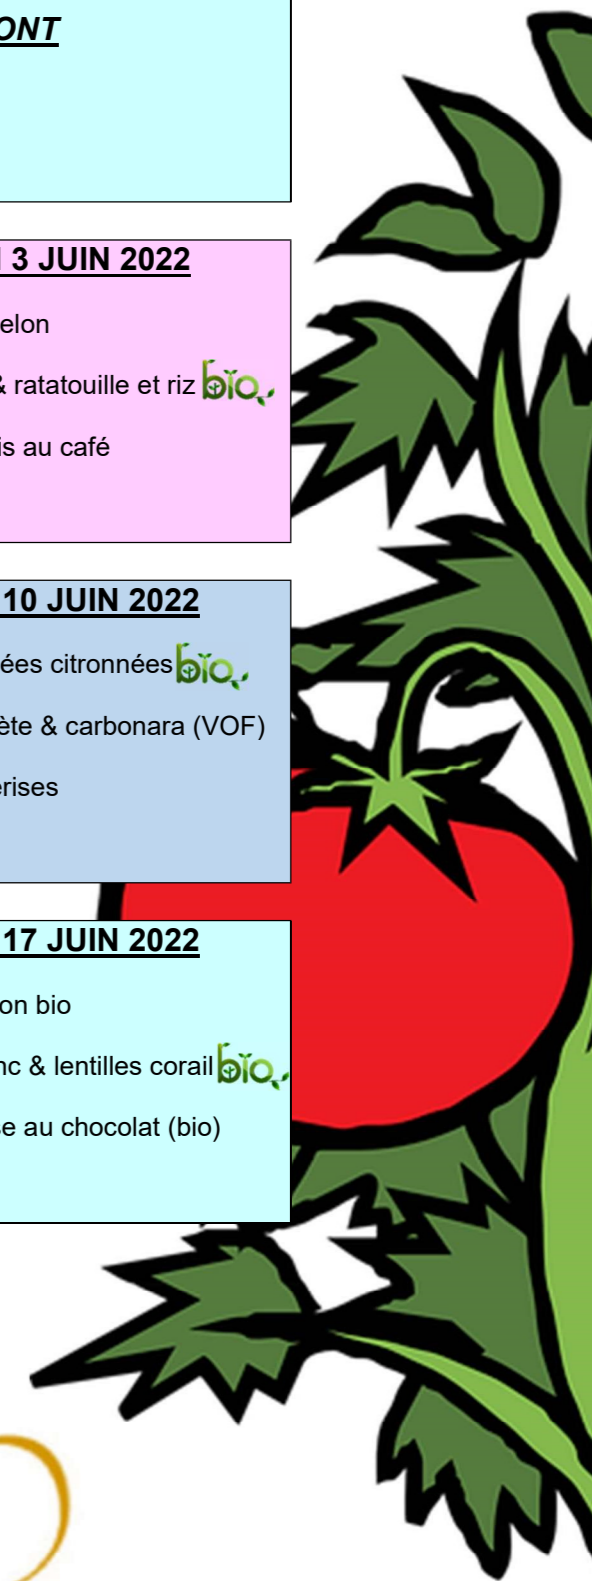 ONT
3 JUIN 2022
elon
& ratatouille et riz bio
is au café
10 JUIN 2022
ées citronnées bio
ète & carbonara (VOF)
erises
17 JUIN 2022
on bio
nc & lentilles corail bio
se au chocolat (bio)